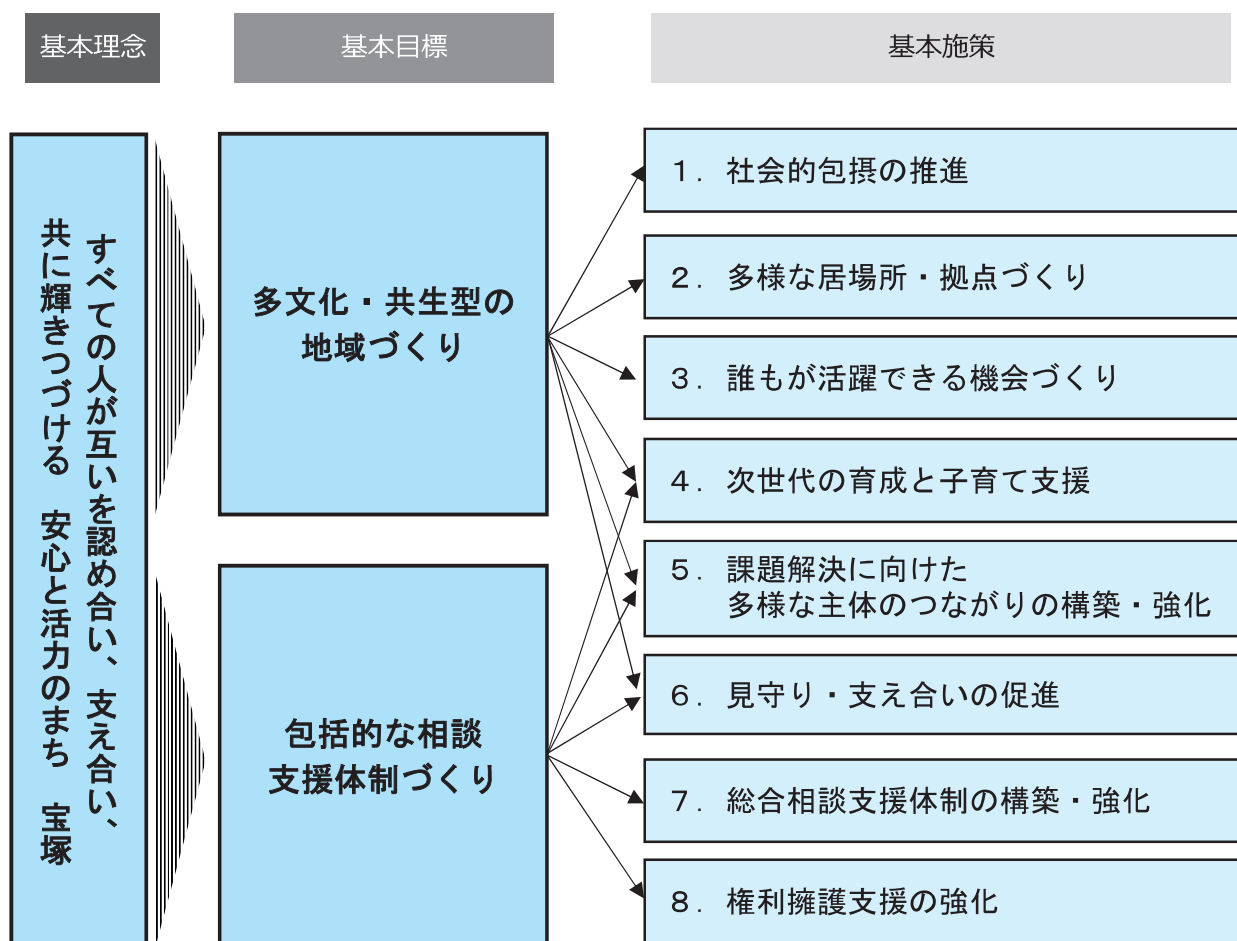 基本理念
基本目標
基本施策
すべての人が互いを認め合い、支え合い、
共に輝きつづける　安心と活力のまち　宝塚
多文化・共生型の
地域づくり
包括的な相談
支援体制づくり
１．社会的包摂の推進
２．多様な居場所・拠点づくり
３．誰もが活躍できる機会づくり
４．次世代の育成と子育て支援
５．課題解決に向けた
多様な主体のつながりの構築・強化
６．見守り・支え合いの促進
７．総合相談支援体制の構築・強化
８．権利擁護支援の強化